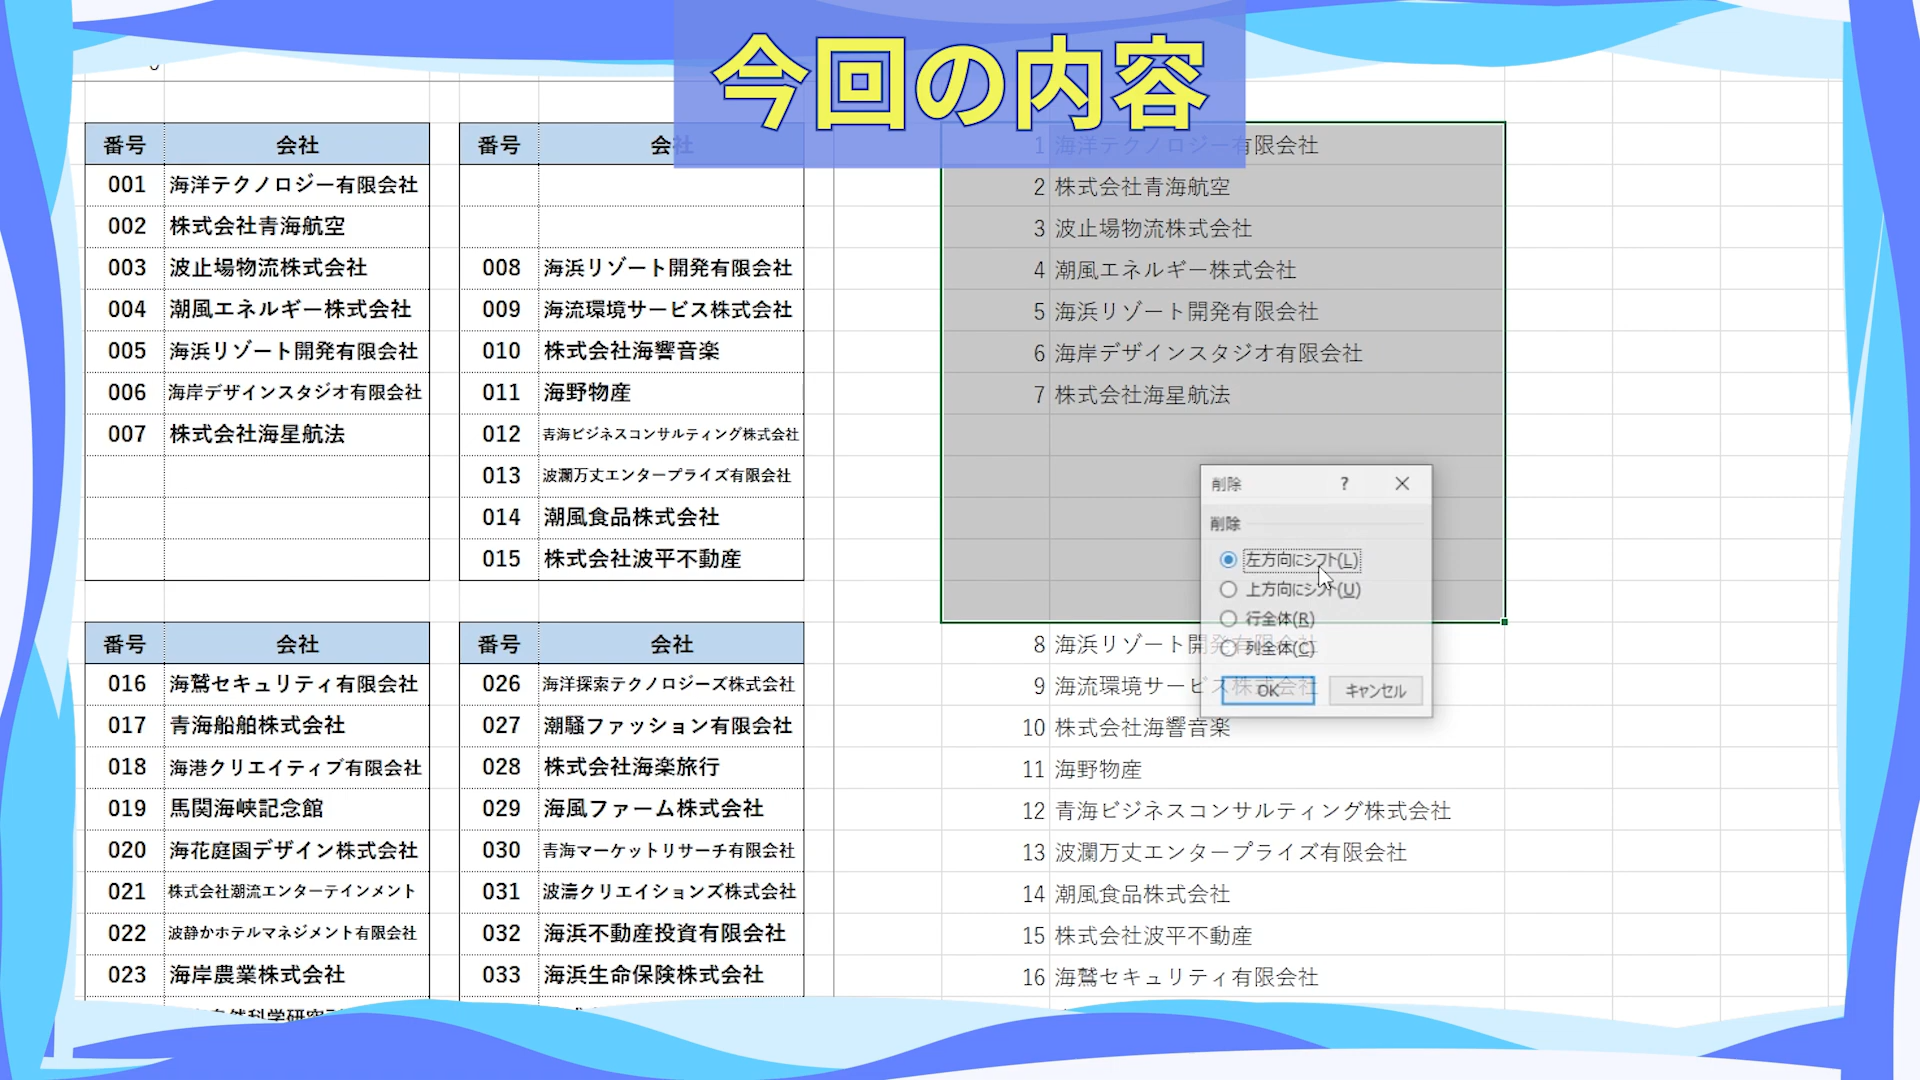 今回の内容
番号 会社
001 海洋テクノロジー有限会社
002 株式会社青海航空
003 波止場物流株式会社
004 潮風エネルギー株式会社
005 海浜リゾート開発有限会社
006 海岸デザインスタジオ有限会社
007 株式会社海星航法
番号 会社
008 海浜リゾート開発有限会社
009 海流環境サービス株式会社
010 株式会社海響音楽
011 海野物産
012 青海ビジネスコンサルティング株式会社
013 波瀾万丈エンタープライズ有限会社
014 潮風食品株式会社
015 株式会社波平不動産
番号 会社
016 海鷲セキュリティ有限会社
017 青海船舶株式会社
018 海港クリエイティブ有限会社
019 馬関海峡記念館
020 海花庭園デザイン株式会社
021 株式会社潮流エンターテインメント
022 波静かホテルマネジメント有限会社
023 海岸農業株式会社
番号 会社
026 海洋探索テクノロジーズ株式会社
027 潮騒ファッション有限会社
028 株式会社海楽旅行
029 海風ファーム株式会社
030 青海マーケットリサーチ有限会社
031 波濤クリエイションズ株式会社
032 海浜不動産投資有限会社
033 海浜生命保険株式会社
1 海洋テクノロジー有限会社
2 株式会社青海航空
3 波止場物流株式会社
4 潮風エネルギー株式会社
5 海浜リゾート開発有限会社
6 海岸デザインスタジオ有限会社
7 株式会社海星航法
8 海浜リゾート開発有限会社
9 海流環境サービス株式会社
10 株式会社海響音楽
11 海野物産
12 青海ビジネスコンサルティング株式会社
13 波瀾万丈エンタープライズ有限会社
14 潮風食品株式会社
15 株式会社波平不動産
16 海鷲セキュリティ有限会社
削除 ?
削除
左方向にシフト(L)
上方向にシフト(U)
行全体(R)
列全体(C)
OK キャンセル